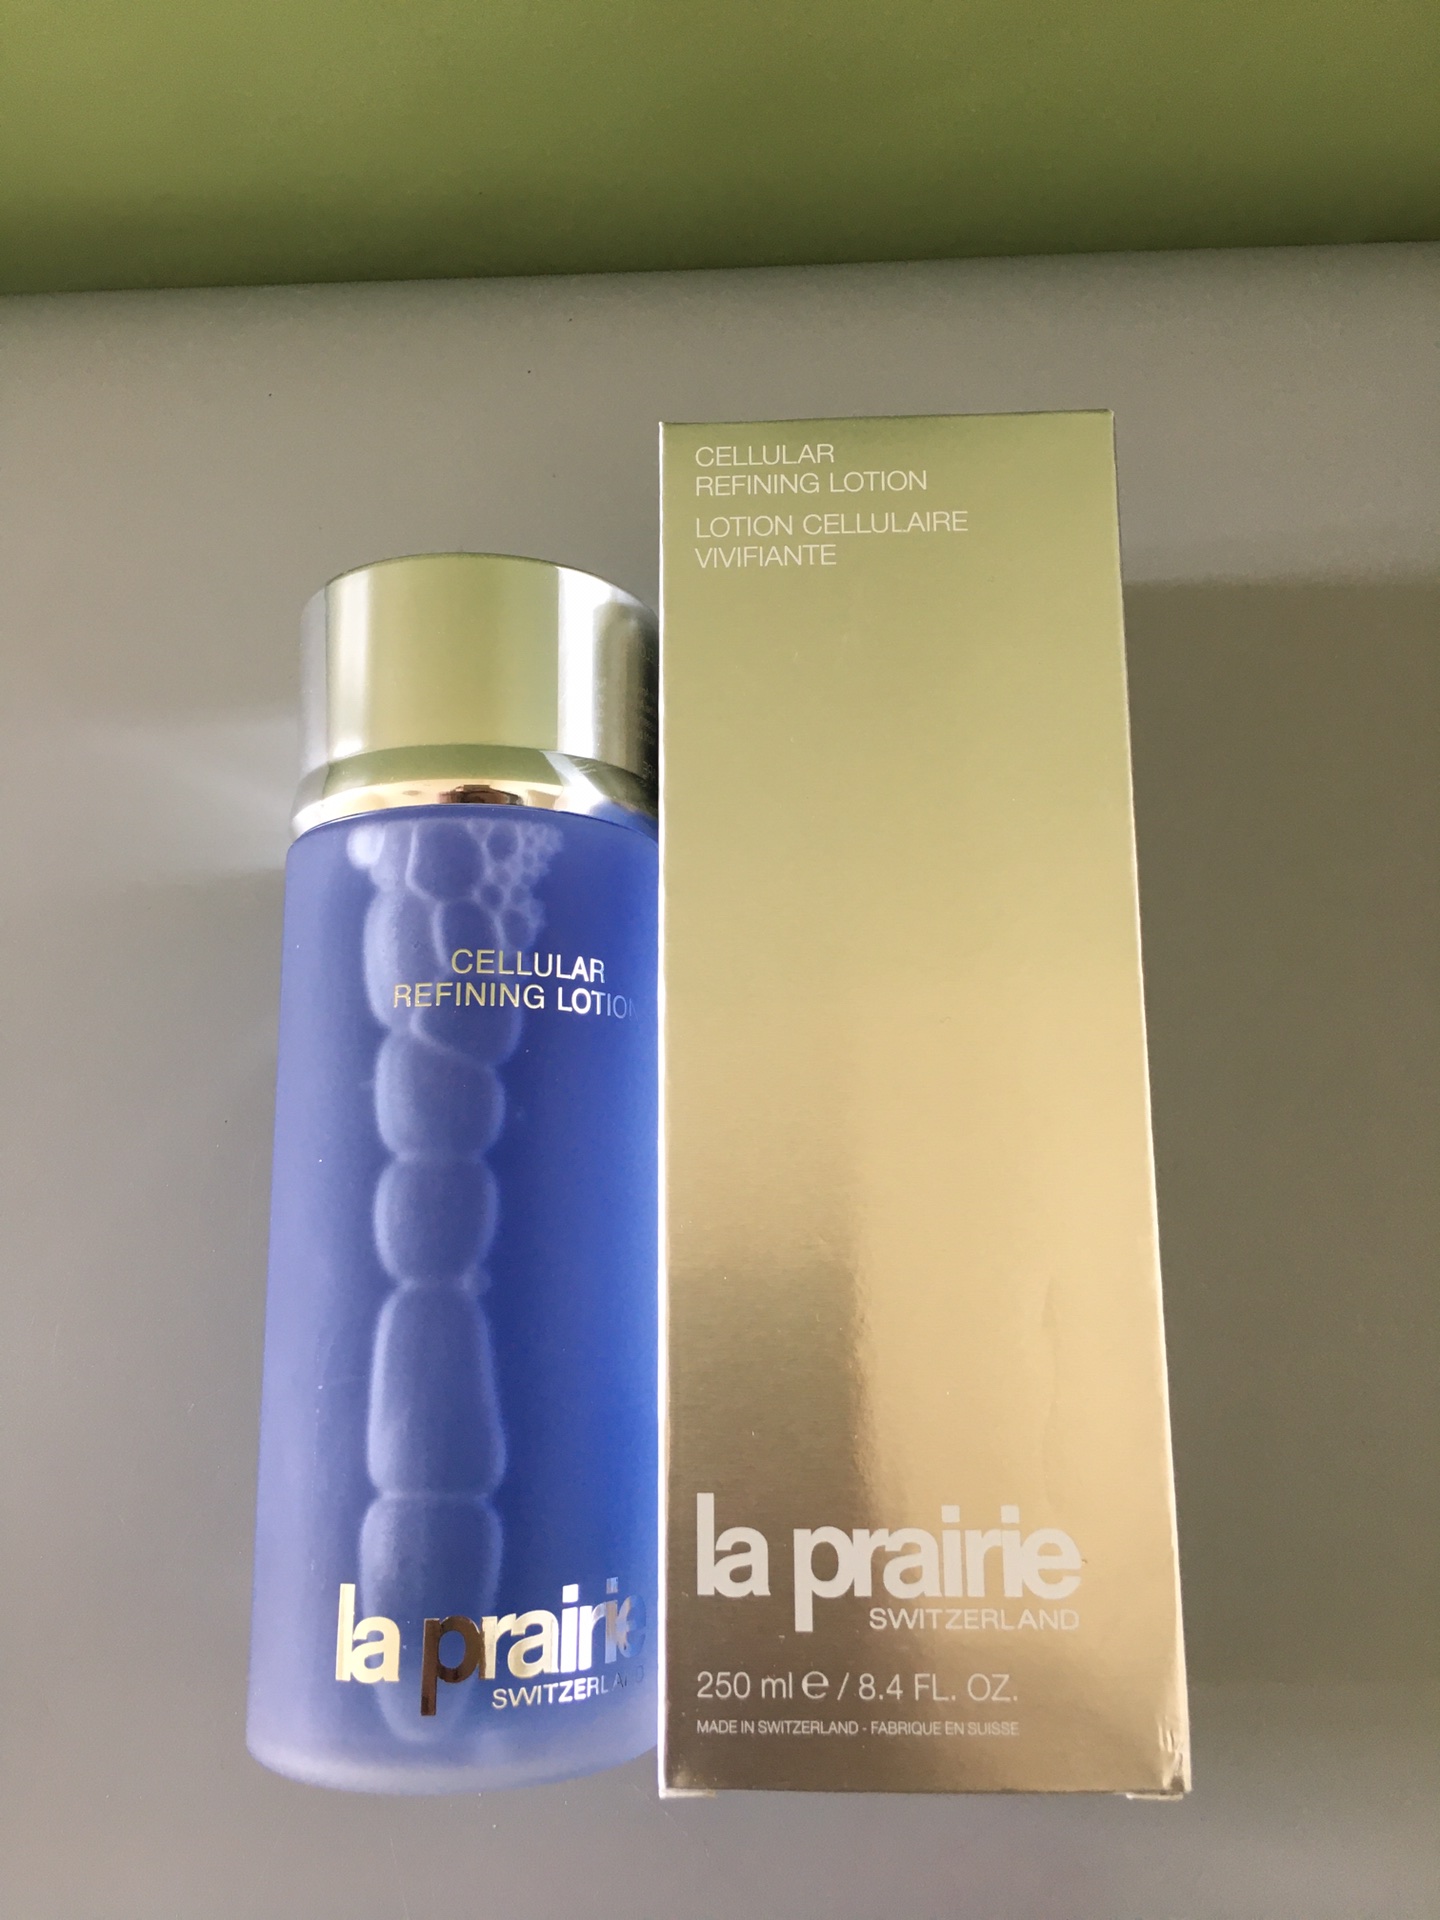 CELLULAR
REFINING LOTION
la prairie
SWITZERLAND
CELLULAR
REFINING LOTION
LOTION CELLULAIRE
VIVIFIANTE
la prairie
SWITZERLAND
250 ml e / 8.4 FL. OZ.
MADE IN SWITZERLAND - FABRIQUE EN SUISSE